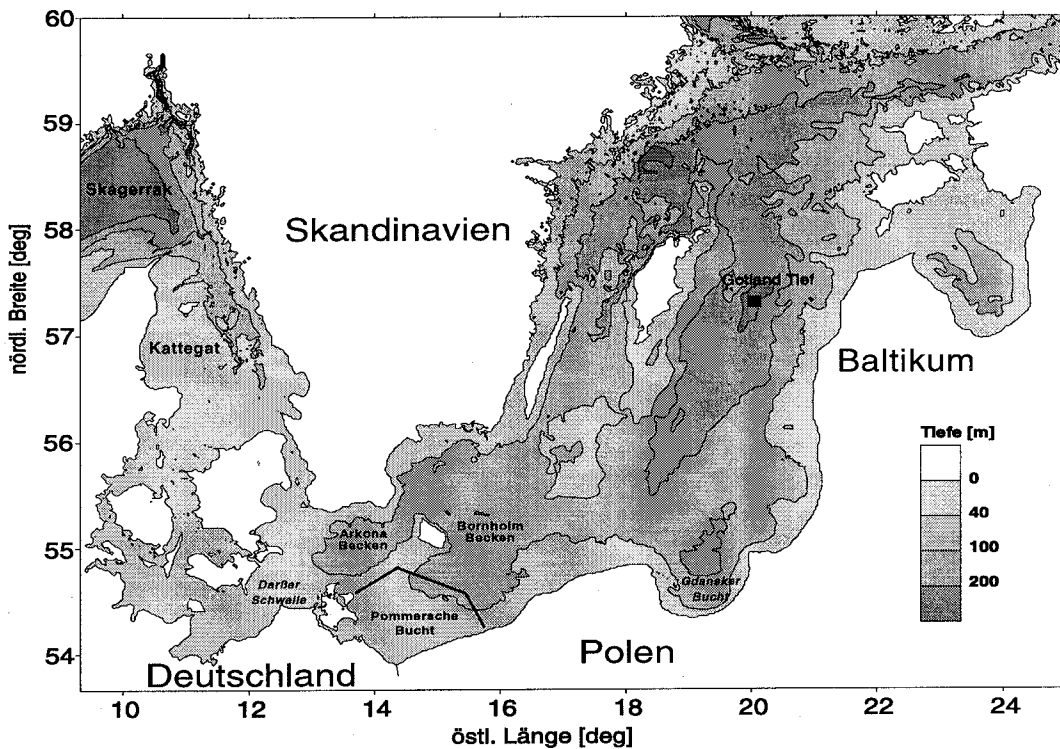 60
59
58
57
56
55
54
nördl. Breite [deg]
Skagerrak
Skandinavien
Kattegat
Gotland Tief
Baltikum
Tiefe [m]
0
40
100
200
Arkona
Becken
Bornholm
Becken
Darßer
Schwelle
Pommersche
Bucht
Gdansker
Bucht
Polen
Deutschland
10
12
14
16
18
20
22
24
östl. Länge [deg]